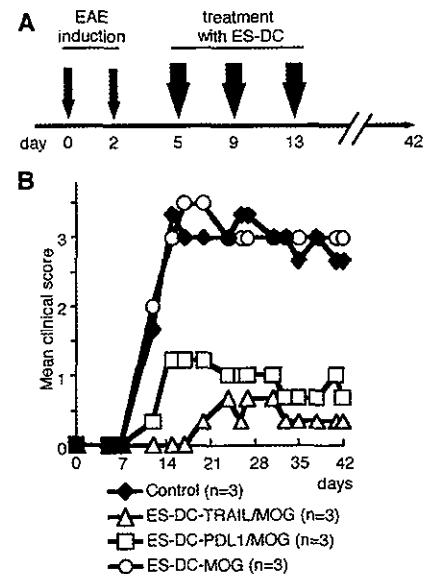 A
EAE
induction
treatment
with ES-DC
day 0 2 5 9 13 42
B
Mean clinical score
3
2
1
0
0 7 14 21 28 35 42
days
Control (n=3)
ES-DC-TRAIL/MOG (n=3)
ES-DC-PDL1/MOG (n=3)
ES-DC-MOG (n=3)